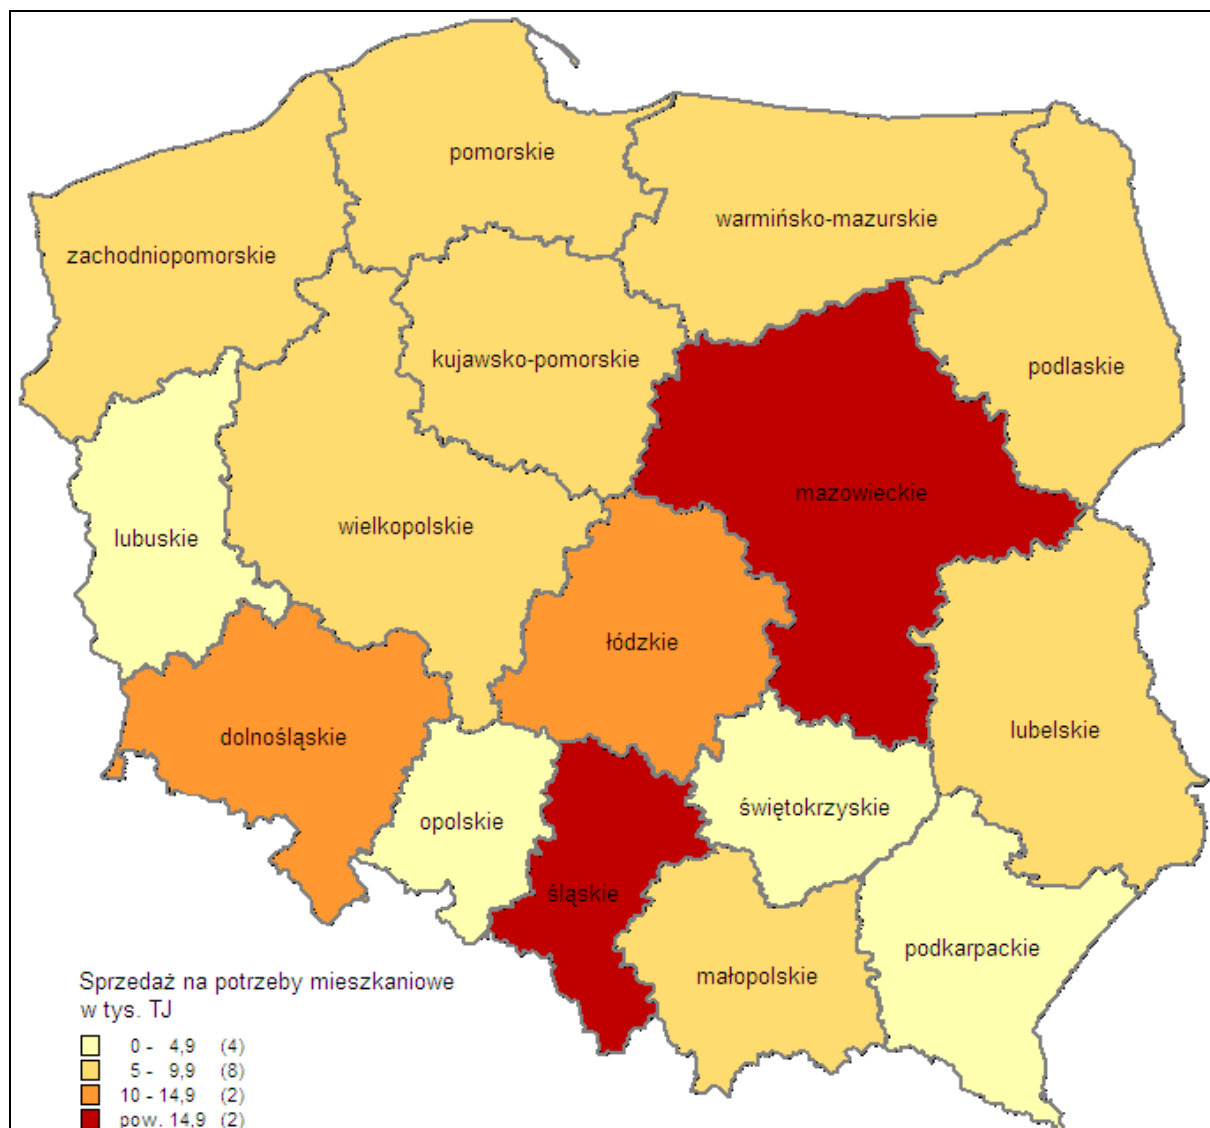 pomorskie
warmińsko-mazurskie
zachodniopomorskie
kujawsko-pomorskie
podlaskie
mazowieckie
wielkopolskie
lubuskie
łódzkie
dolnośląskie
lubelskie
opolskie
świętokrzyskie
śląskie
podkarpackie
małopolskie
Sprzedaż na potrzeby mieszkaniowe
w tys. TJ
0 - 4,9 (4)
5 - 9,9 (8)
10 - 14,9 (2)
pow. 14,9 (2)